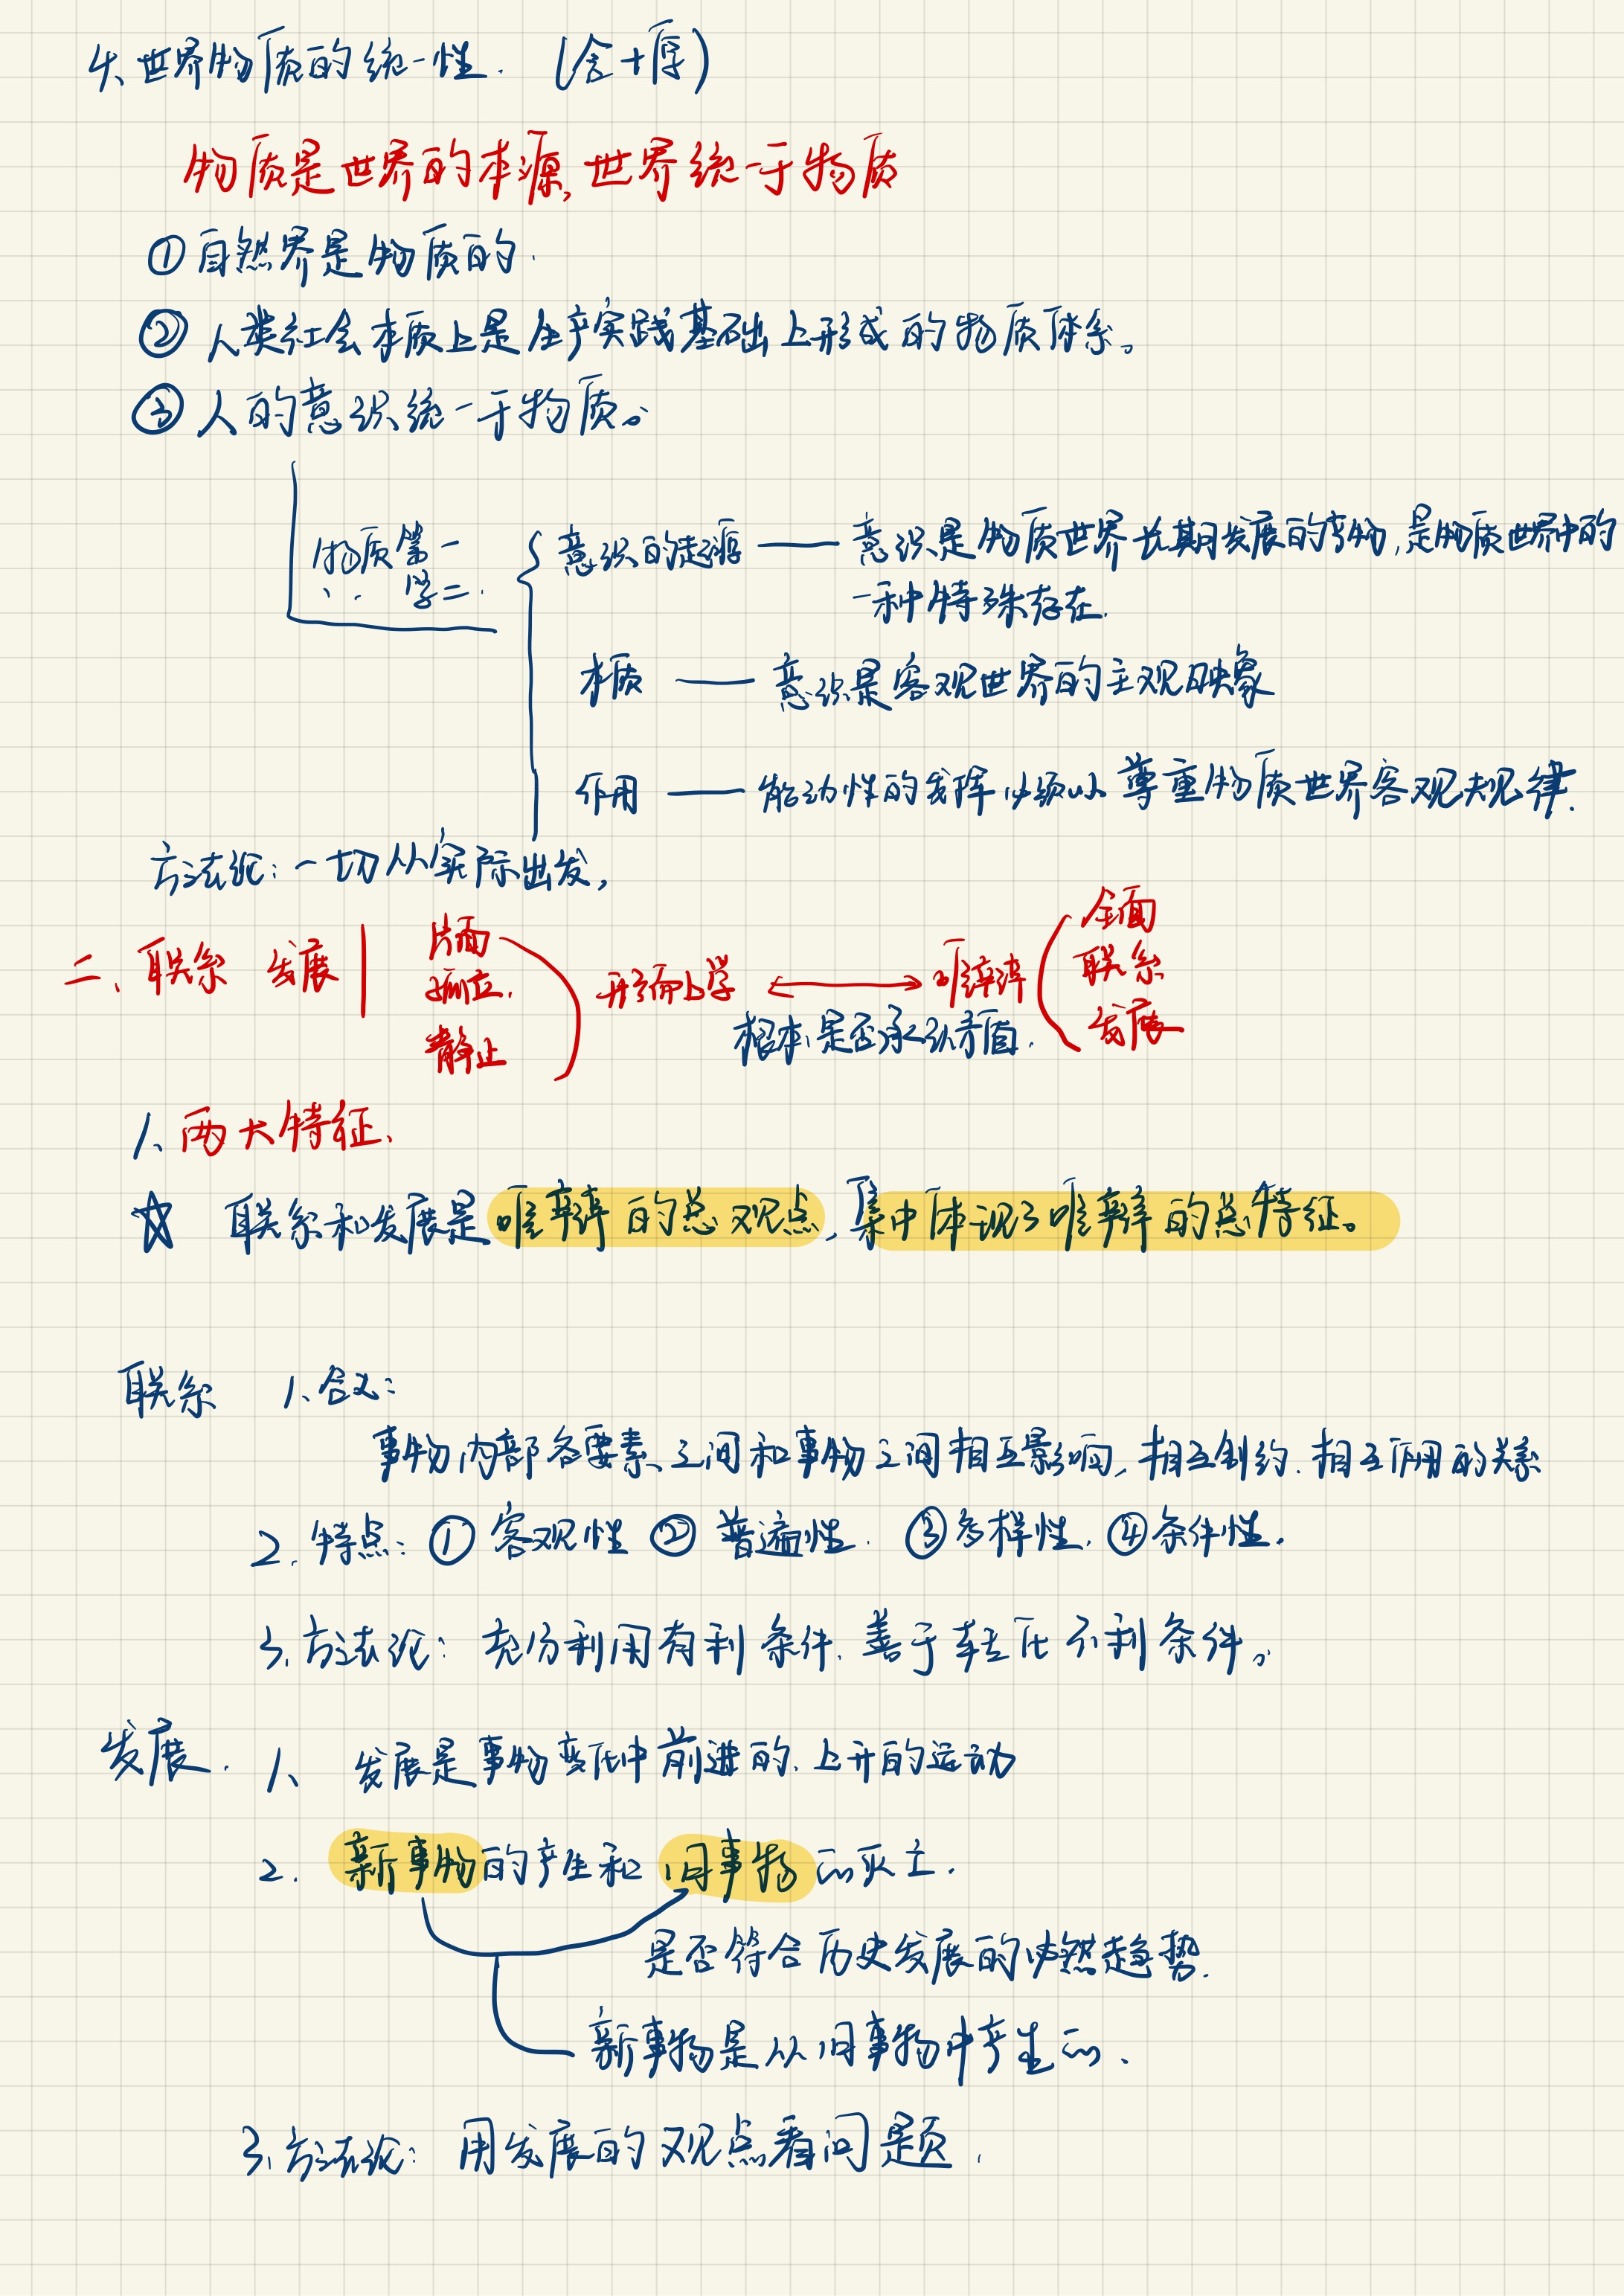 4、世界物质的统一性. (含+原)
物质是世界的本源,世界统一于物质
①自然界是物质的.
②人类社会本质上是生产实践基础上形成的物质体系。
③人的意识统一于物质。
物质第一
学二.
意识的起源 —— 意识是物质世界长期发展的产物,是物质世界中的
一种特殊存在.
本质 —— 意识是客观世界的主观映象
作用 —— 能动性的发挥必须以尊重物质世界客观规律.
方法论:一切从实际出发,
二、联系 发展
片面
孤立.
静止
形而上学 ⟷ 唯辩法
根本:是否承认矛盾.
全面
联系
发展
1、两大特征、
☆ 联系和发展是唯辩的总观点,集中体现了唯辩的总特征。
联系 1、含义:
事物内部各要素、之间和事物之间相互影响,相互制约.相互作用的关系
2.特点:①客观性 ②普遍性. ③多样性. ④条件性.
3.方法论:充份利用有利条件.善于转化不利条件。
发展. 1、 发展是事物变化中前进的.上升的运动
2. 新事物的产生和旧事物的灭亡.
是否符合历史发展的必然趋势.
新事物是从旧事物中产生的、
3.方法论:用发展的观点看问题.